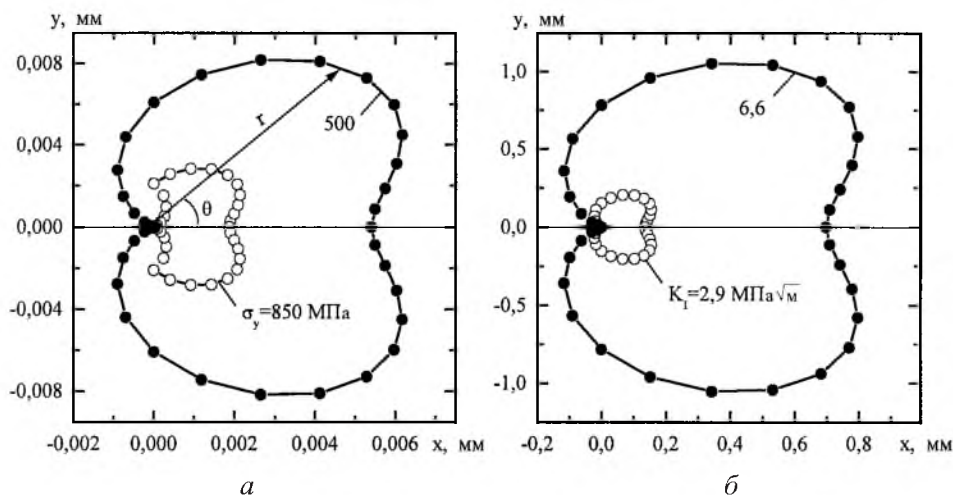 y, мм
0,008
0,004
0,000
-0,004
-0,008
-0,002
0,000
0,002
0,004
0,006
x, мм
r
θ
500
σy=850 МПа
а
y, мм
1,0
0,5
0,0
-0,5
-1,0
-0,2
0,0
0,2
0,4
0,6
0,8
x, мм
6,6
KI=2,9 МПа√м
б